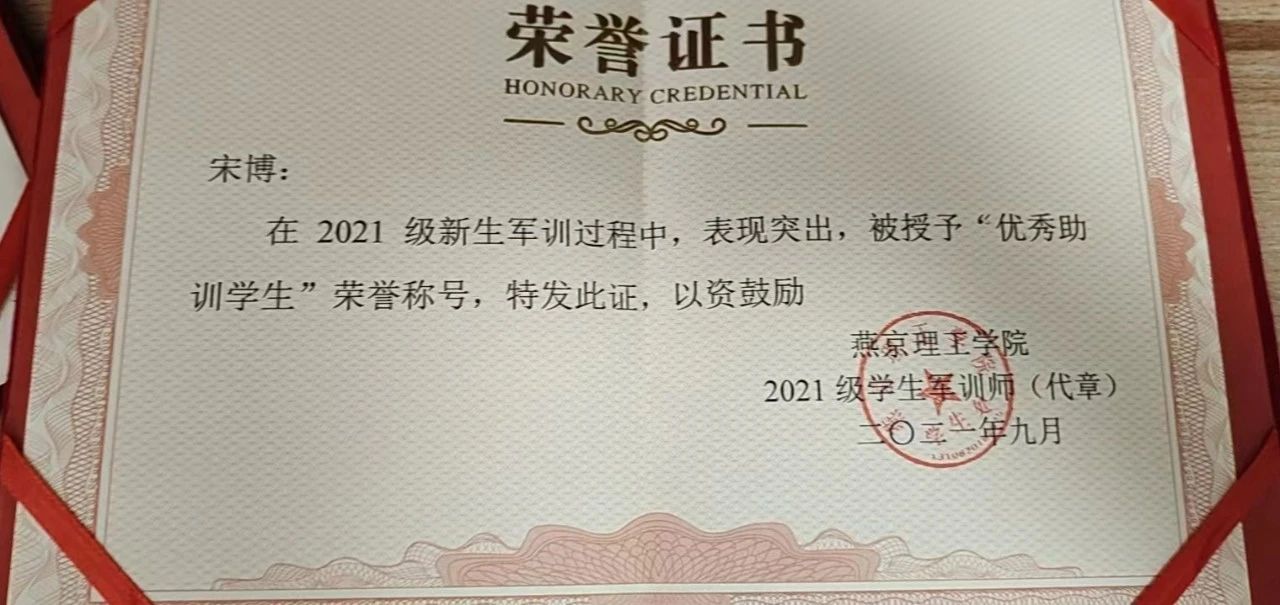 荣誉证书
HONORARY CREDENTIAL
宋博：
在 2021 级新生军训过程中，表现突出，被授予“优秀助
训学生”荣誉称号，特发此证，以资鼓励
燕京理工学院
2021 级学生军训师（代章）
二〇二一年九月
学生处